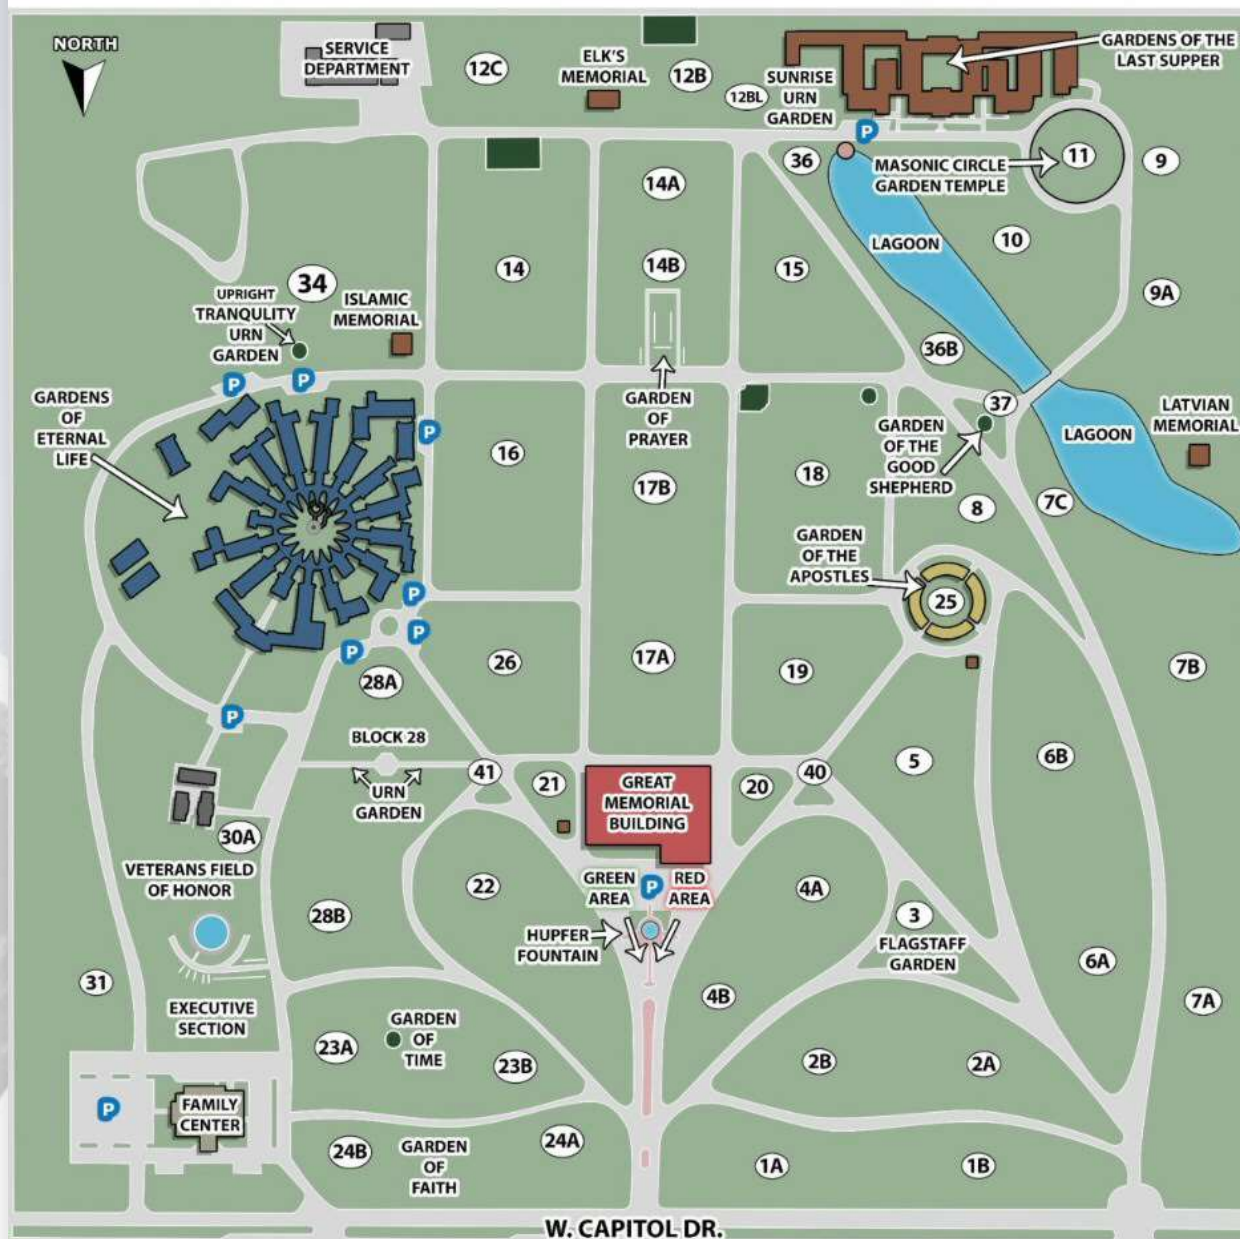 NORTH
SERVICE
DEPARTMENT
12C
ELK'S
MEMORIAL
12B
12BL
SUNRISE
URN
GARDEN
GARDENS OF THE
LAST SUPPER
P
36
MASONIC CIRCLE
GARDEN TEMPLE
11
9
14A
LAGOON
10
14
14B
15
9A
34
UPRIGHT
TRANQULITY
URN
GARDEN
ISLAMIC
MEMORIAL
36B
P
P
GARDENS
OF
ETERNAL
LIFE
P
GARDEN
OF
PRAYER
37
GARDEN
OF THE
GOOD
SHEPHERD
LAGOON
LATVIAN
MEMORIAL
16
17B
18
8
7C
GARDEN
OF THE
APOSTLES
25
P
P
P
28A
26
17A
19
7B
P
BLOCK 28
URN
GARDEN
41
21
GREAT
MEMORIAL
BUILDING
20
40
5
6B
30A
VETERANS FIELD
OF HONOR
28B
22
GREEN
AREA
P
RED
AREA
4A
3
FLAGSTAFF
GARDEN
HUPFER
FOUNTAIN
31
4B
6A
7A
EXECUTIVE
SECTION
23A
GARDEN
OF
TIME
23B
2B
2A
P
FAMILY
CENTER
24B
GARDEN
OF
FAITH
24A
1A
1B
W. CAPITOL DR.